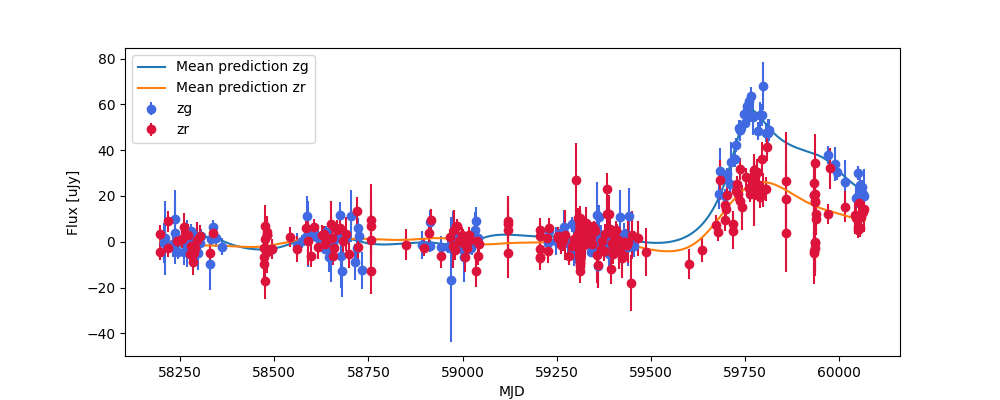 Mean prediction zg
Mean prediction zr
zg
zr
80
60
40
20
0
−20
−40
Flux [uJy]
58250
58500
58750
59000
59250
59500
59750
60000
MJD